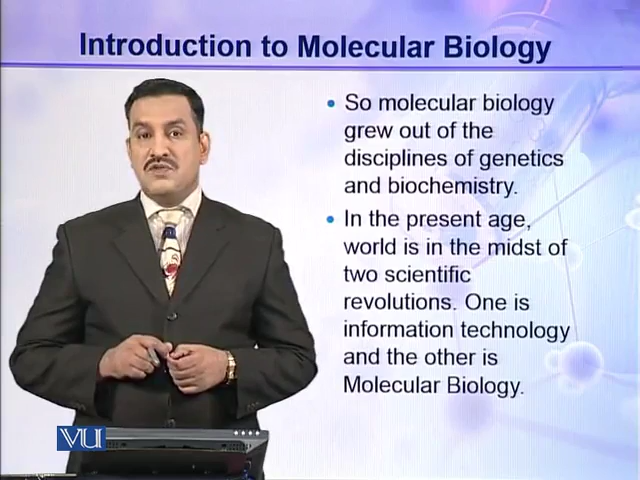 Introduction to Molecular Biology
• So molecular biology
grew out of the
disciplines of genetics
and biochemistry.
• In the present age,
world is in the midst of
two scientific
revolutions. One is
information technology
and the other is
Molecular Biology.
VU